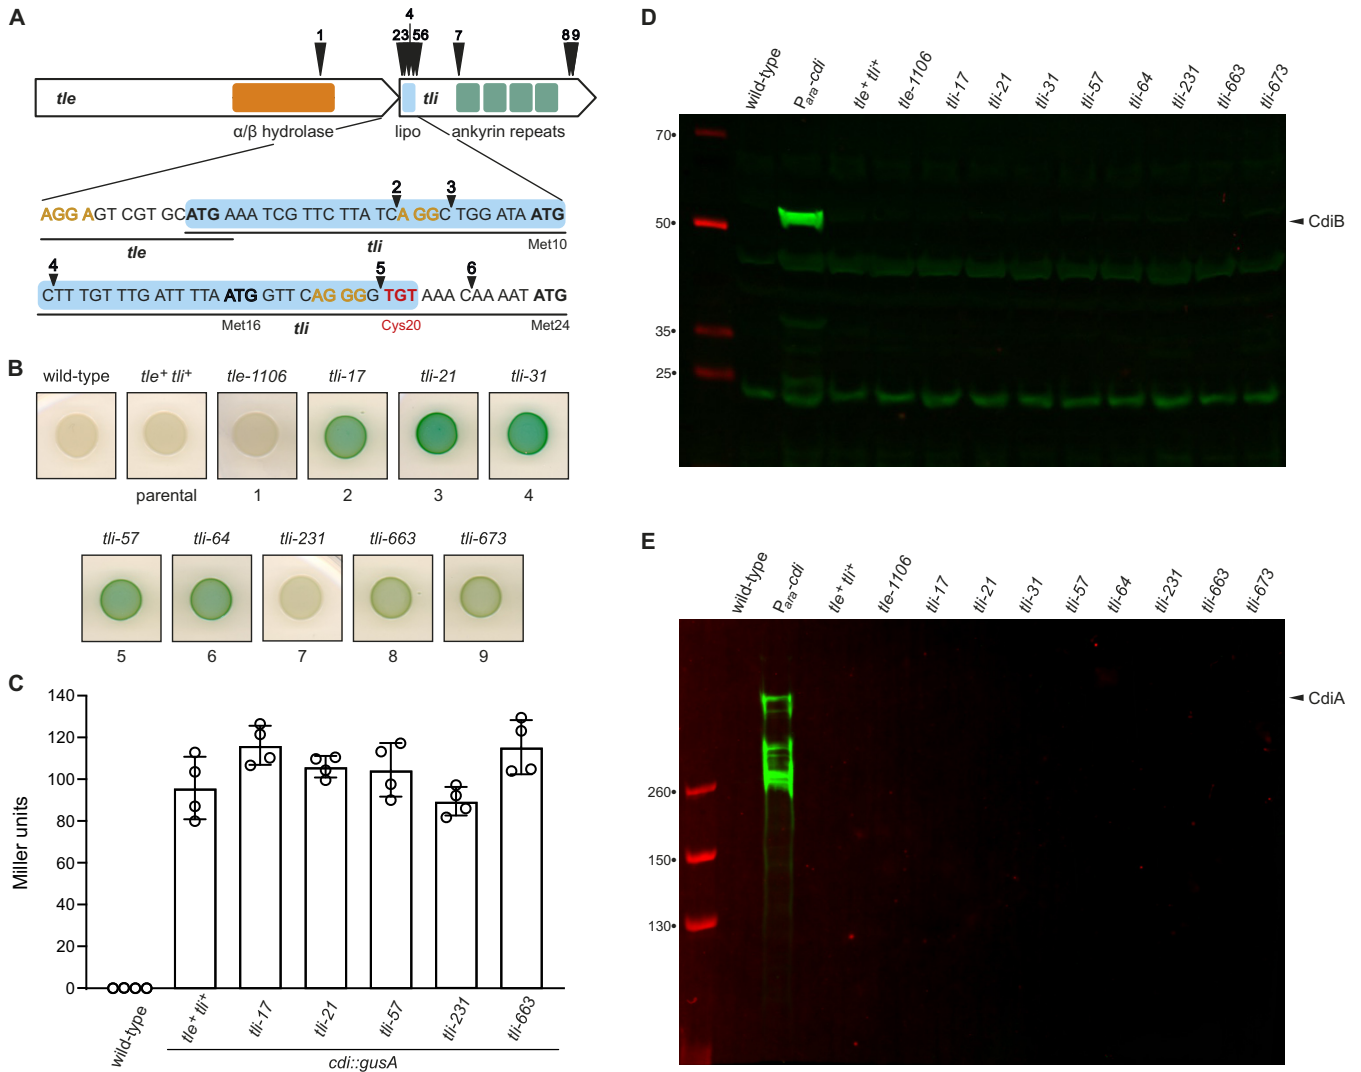 A
1
23
4
56
7
89
tle
tli
α/β hydrolase
lipo
ankyrin repeats
2
3
AGG AGT CGT GCATG AAA TCG TTC TTA TCA GGC TGG ATA ATG
tle
tli
Met10
4
5
6
CTT TGT TTG ATT TTA ATG GTT CAG GGG TGT AAA CAA AAT ATG
Met16
tli
Cys20
Met24
B
wild-type
tle+ tli+
tle-1106
tli-17
tli-21
tli-31
parental
1
2
3
4
tli-57
tli-64
tli-231
tli-663
tli-673
5
6
7
8
9
C
Miller units
140
120
100
80
60
40
20
0
wild-type
tle+ tli+
tli-17
tli-21
tli-57
tli-231
tli-663
cdi::gusA
D
wild-type
Para-cdi
tle+ tli+
tle-1106
tli-17
tli-21
tli-31
tli-57
tli-64
tli-231
tli-663
tli-673
70
50
35
25
CdiB
E
wild-type
Para-cdi
tle+ tli+
tle-1106
tli-17
tli-21
tli-31
tli-57
tli-64
tli-231
tli-663
tli-673
260
150
130
CdiA